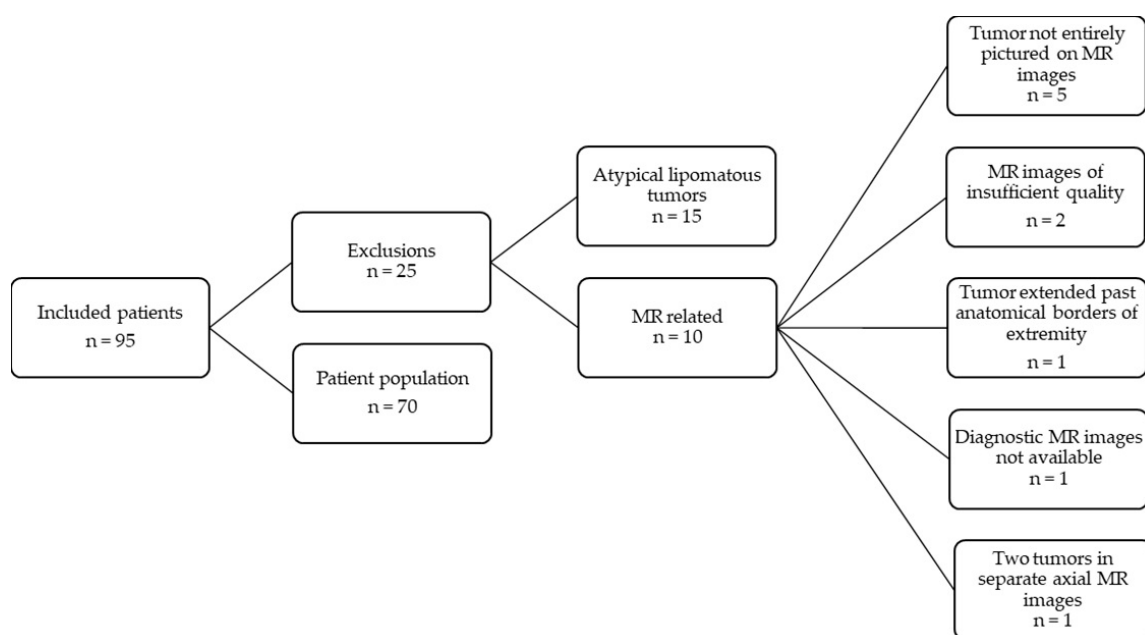 Included patients
n = 95
Exclusions
n = 25
Patient population
n = 70
Atypical lipomatous
tumors
n = 15
MR related
n = 10
Tumor not entirely
pictured on MR
images
n = 5
MR images of
insufficient quality
n = 2
Tumor extended past
anatomical borders of
extremity
n = 1
Diagnostic MR images
not available
n = 1
Two tumors in
separate axial MR
images
n = 1